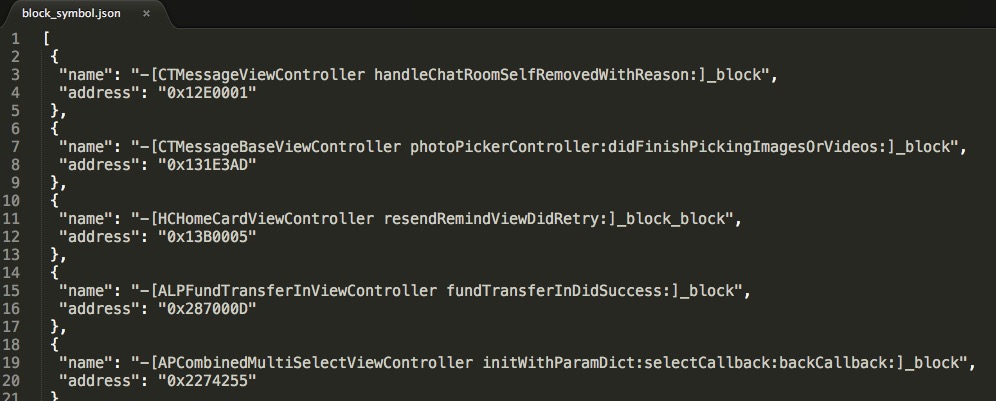 block_symbol.json ×
1 [
2 {
3 "name": "-[CTMessageViewController handleChatRoomSelfRemovedWithReason:]_block",
4 "address": "0x12E0001"
5 },
6 {
7 "name": "-[CTMessageBaseViewController photoPickerController:didFinishPickingImagesOrVideos:]_block",
8 "address": "0x131E3AD"
9 },
10 {
11 "name": "-[HCHomeCardViewController resendRemindViewDidRetry:]_block_block",
12 "address": "0x13B0005"
13 },
14 {
15 "name": "-[ALPFundTransferInViewController fundTransferInDidSuccess:]_block",
16 "address": "0x287000D"
17 },
18 {
19 "name": "-[APCombinedMultiSelectViewController initWithParamDict:selectCallback:backCallback:]_block",
20 "address": "0x2274255"
21 }